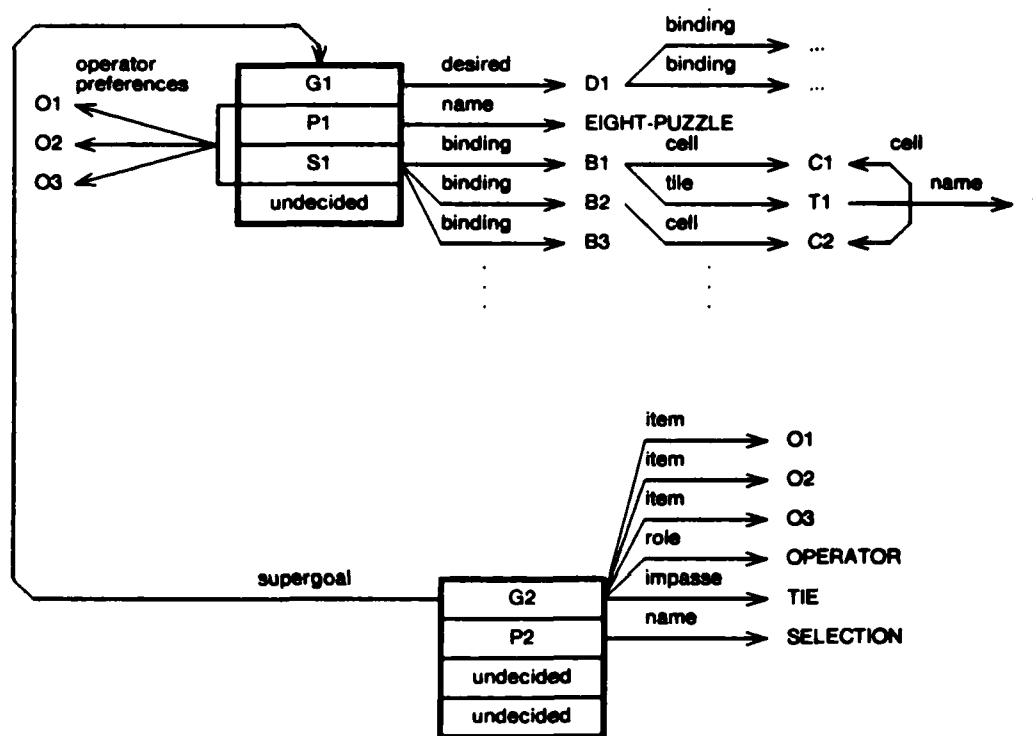 binding
...
operator
preferences
G1
desired
D1
binding
...
O1
P1
name
EIGHT-PUZZLE
O2
S1
binding
B1
cell
C1
cell
O3
undecided
binding
B2
tile
T1
name
binding
B3
cell
C2
item
O1
item
O2
item
O3
role
OPERATOR
supergoal
G2
impasse
TIE
P2
name
SELECTION
undecided
undecided